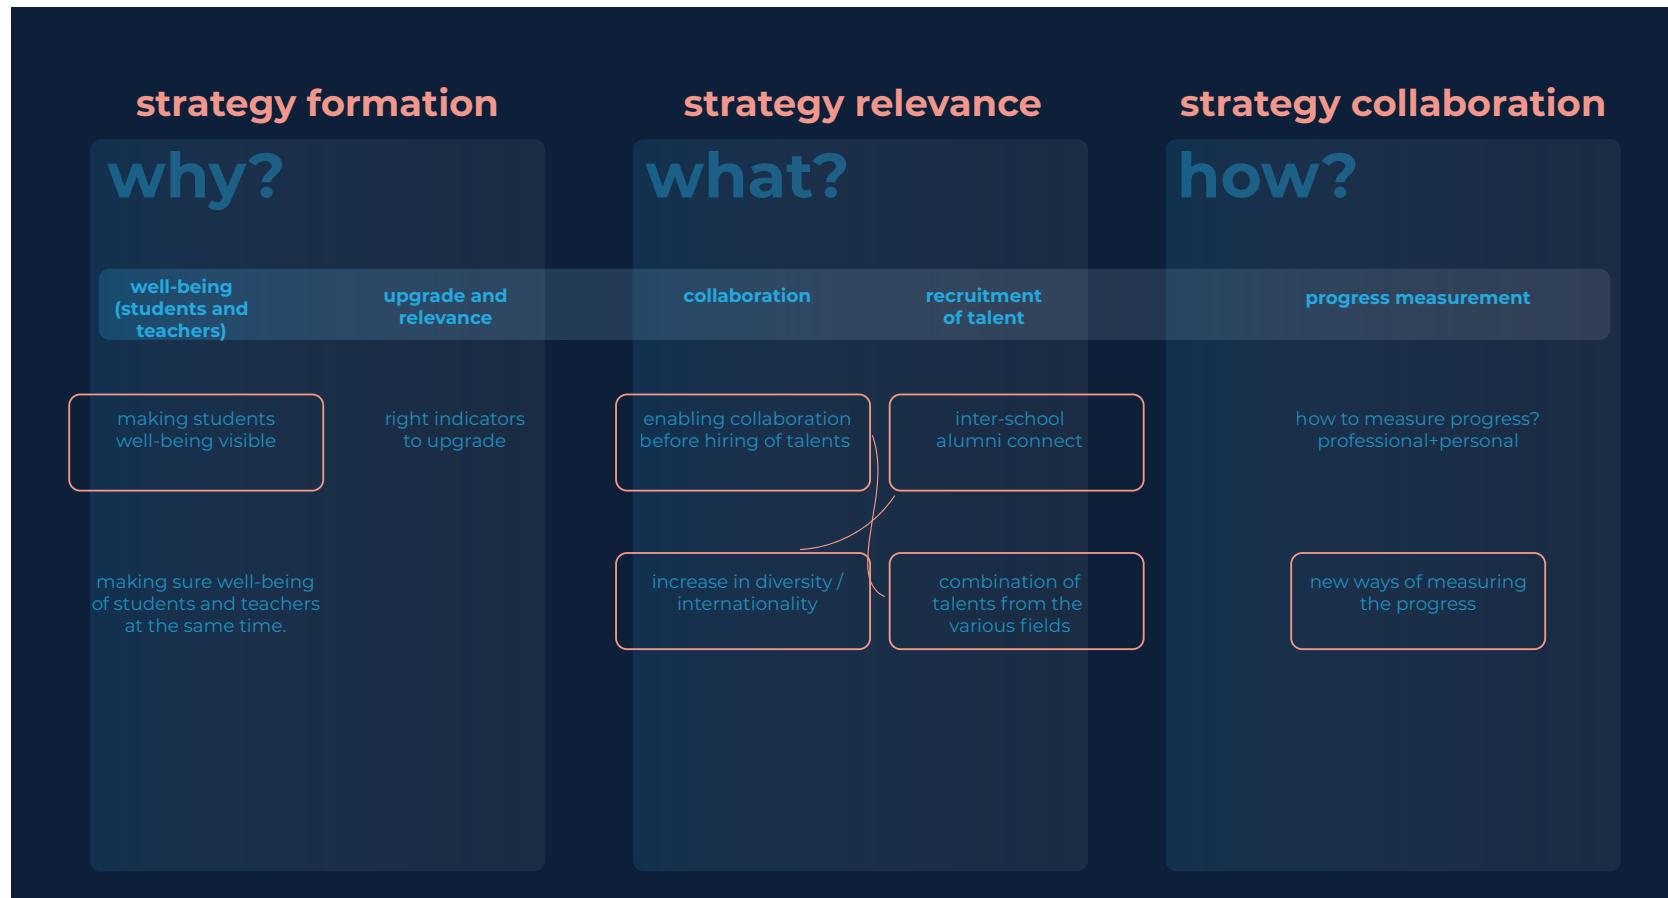 strategy formation
why?
strategy relevance
what?
strategy collaboration
how?
well-being
(students and
teachers)
upgrade and
relevance
collaboration
recruitment
of talent
progress measurement
making students
well-being visible
right indicators
to upgrade
enabling collaboration
before hiring of talents
inter-school
alumni connect
how to measure progress?
professional+personal
making sure well-being
of students and teachers
at the same time.
increase in diversity /
internationality
combination of
talents from the
various fields
new ways of measuring
the progress